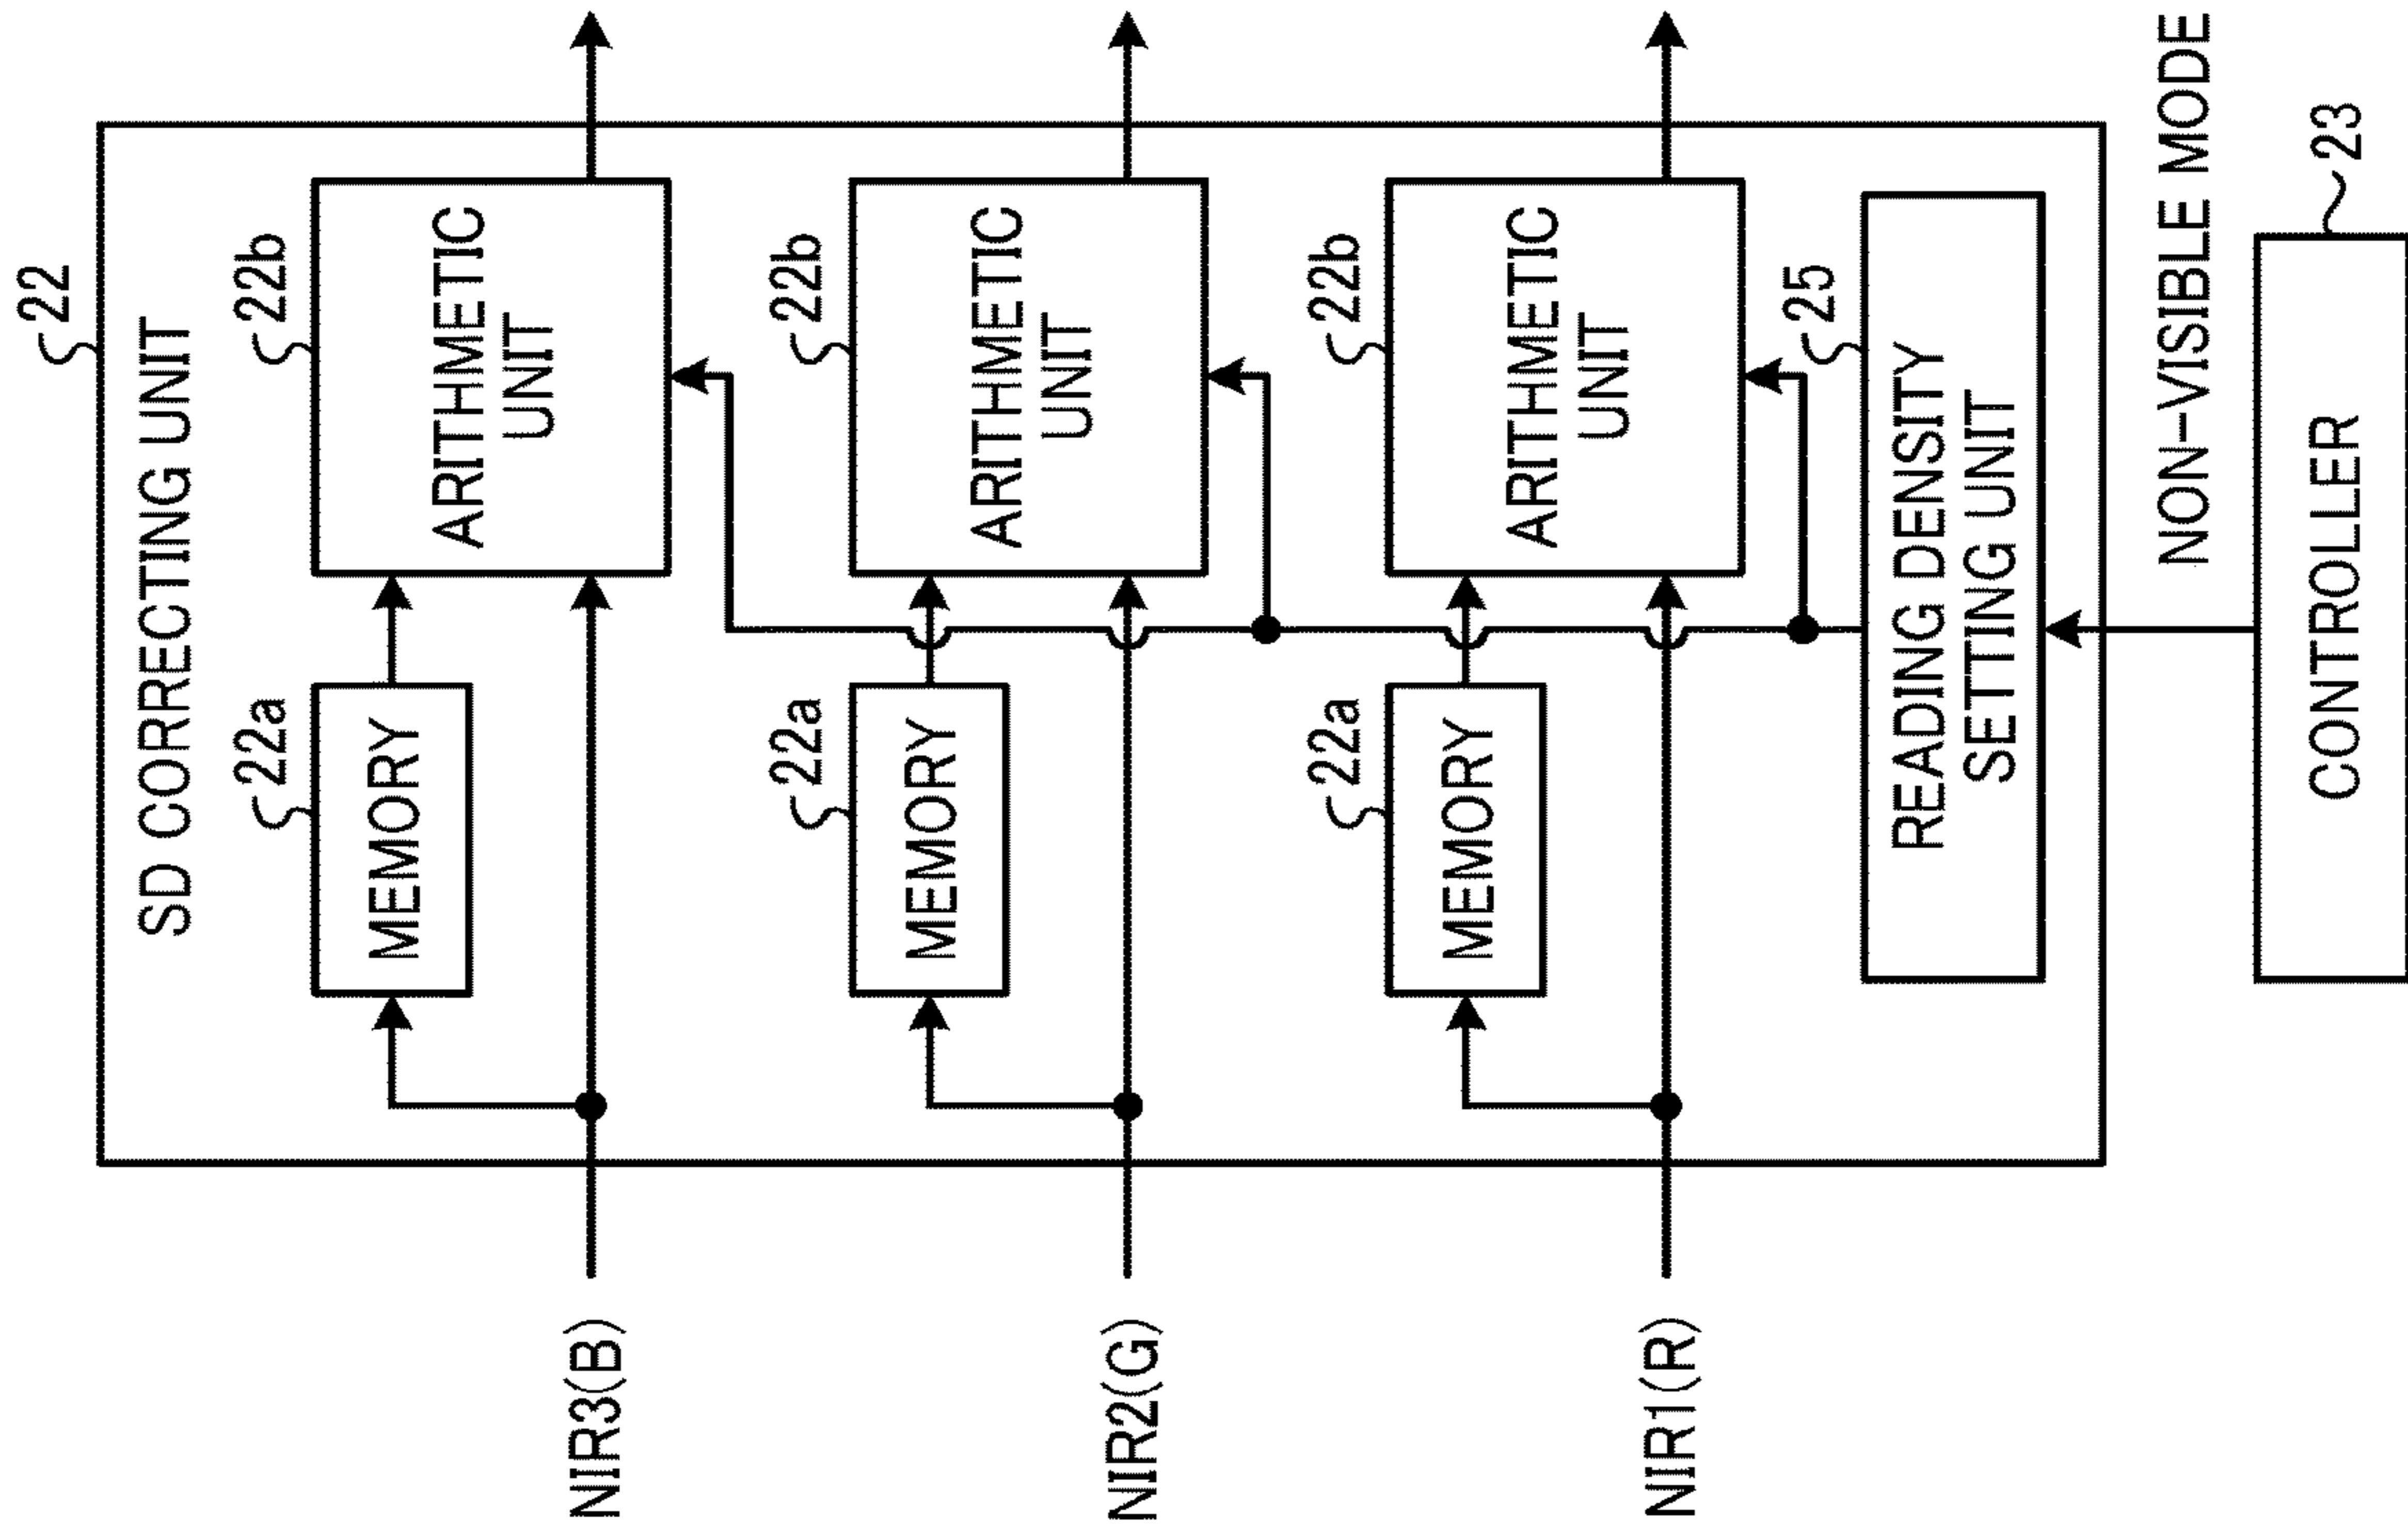 22
SD CORRECTING UNIT
22a
22b
MEMORY
ARITHMETIC
UNIT
NIR3(B)
22a
22b
MEMORY
ARITHMETIC
UNIT
NIR2(G)
22a
22b
MEMORY
ARITHMETIC
UNIT
NIR1(R)
25
READING DENSITY
SETTING UNIT
NON-VISIBLE MODE
23
CONTROLLER